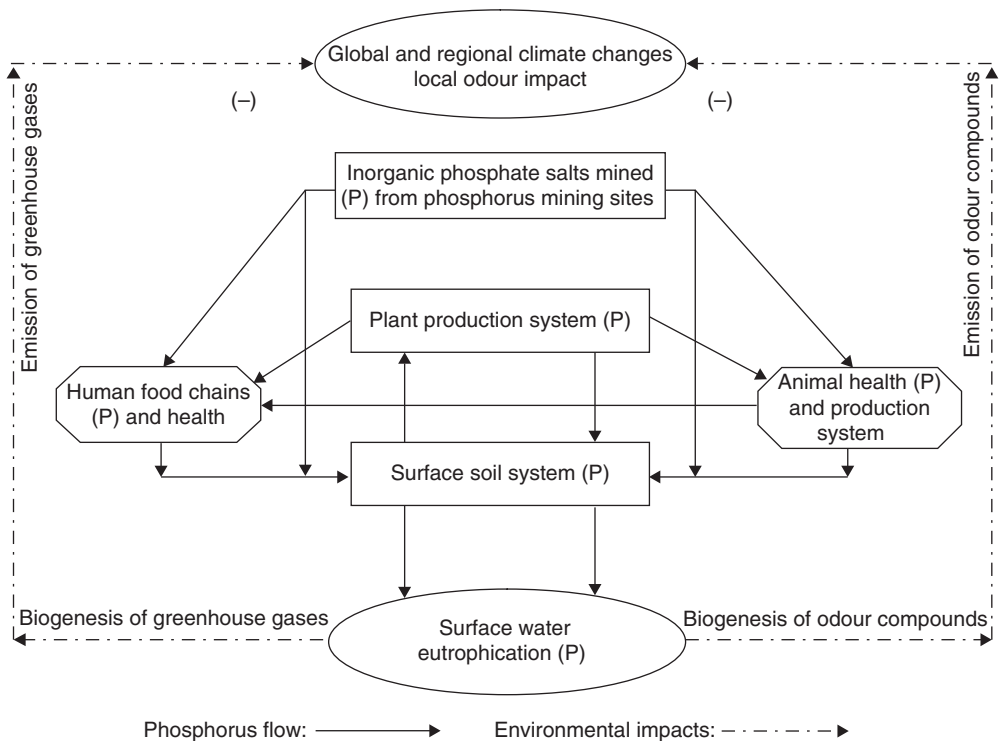 Global and regional climate changes
local odour impact
(–)
(–)
Emission of greenhouse gases
Emission of odour compounds
Inorganic phosphate salts mined
(P) from phosphorus mining sites
Plant production system (P)
Human food chains
(P) and health
Animal health (P)
and production
system
Surface soil system (P)
Biogenesis of greenhouse gases
Biogenesis of odour compounds
Surface water
eutrophication (P)
Phosphorus flow:
Environmental impacts: